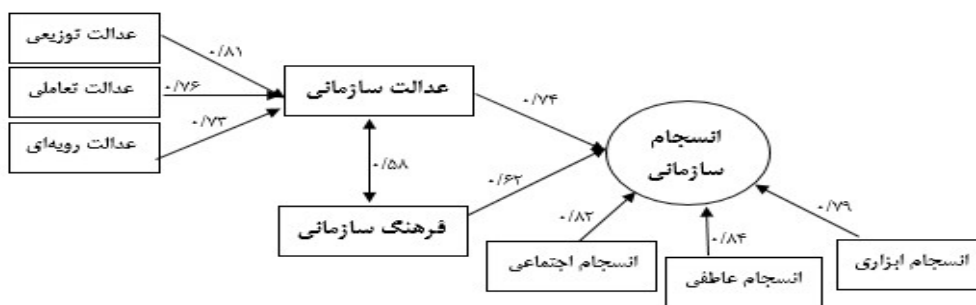 عدالت توزیعی
۰/۸۱
عدالت تعاملی
۰/۷۶
عدالت رویه‌ای
۰/۷۳
عدالت سازمانی
۰/۷۴
۰/۵۸
فرهنگ سازمانی
۰/۶۲
انسجام
سازمانی
۰/۸۲
انسجام اجتماعی
۰/۸۴
انسجام عاطفی
۰/۷۹
انسجام ابزاری